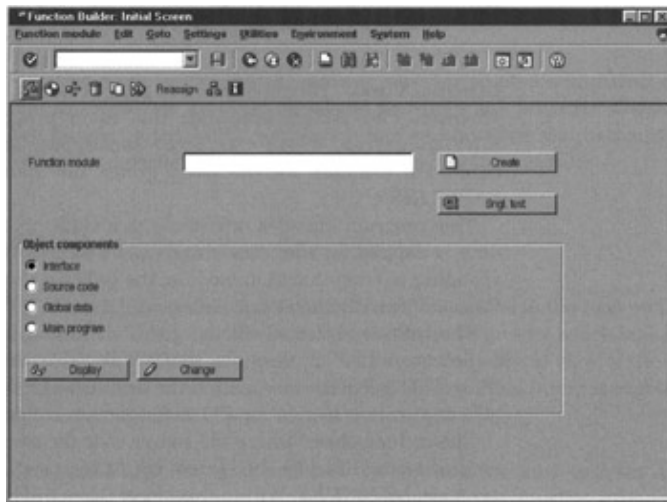 Function Builder: Initial Screen
Function module Edit Goto Settings Utilities Environment System Help
Reassign
Function module
Create
Sngl. test
Object components
Interface
Source code
Global data
Main program
Display Change